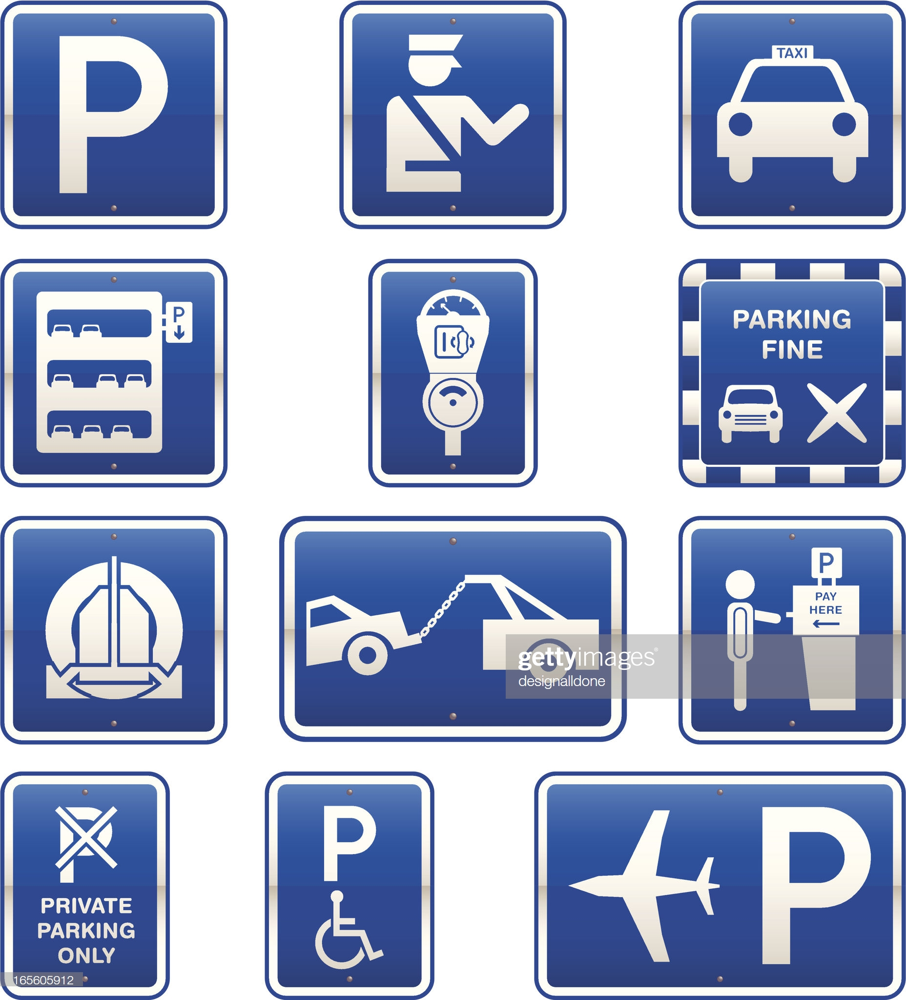 P
TAXI
P
PARKING
FINE
P
PAY
HERE
gettyimages®
designalldone
P
PRIVATE
PARKING
ONLY
P
P
165605912